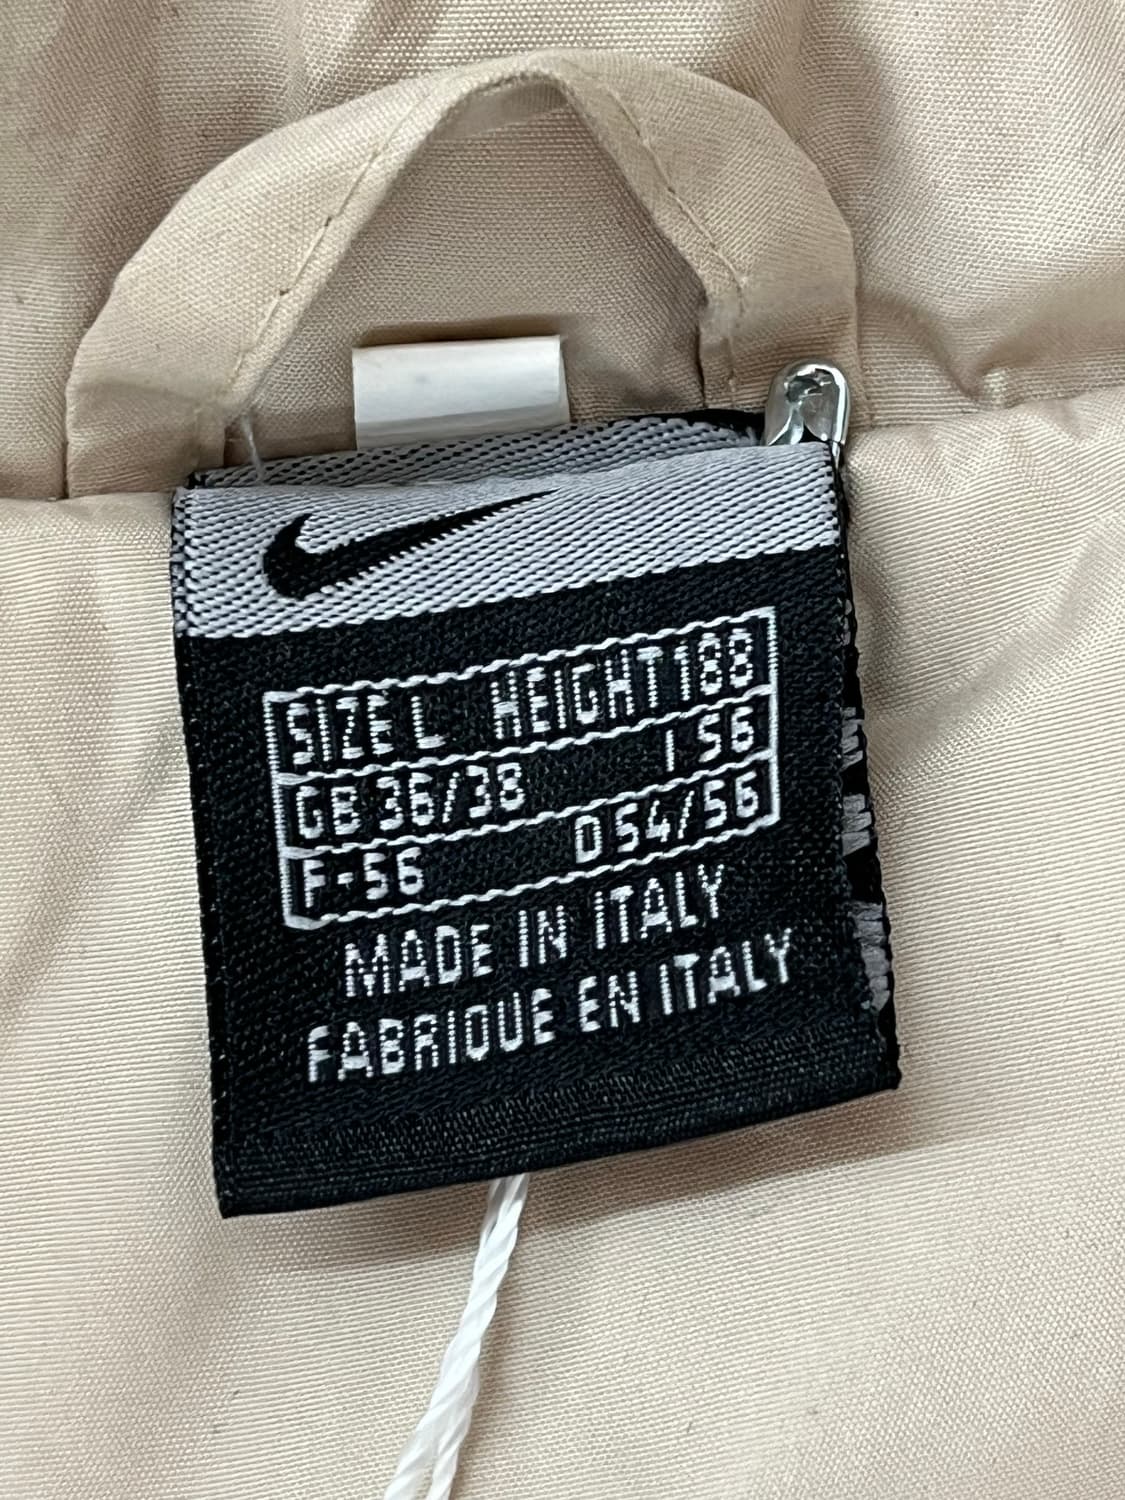 SIZE L HEIGHT 188
GB 36/38 I 56
F-56 D 54/56
MADE IN ITALY
FABRIQUE EN ITALY